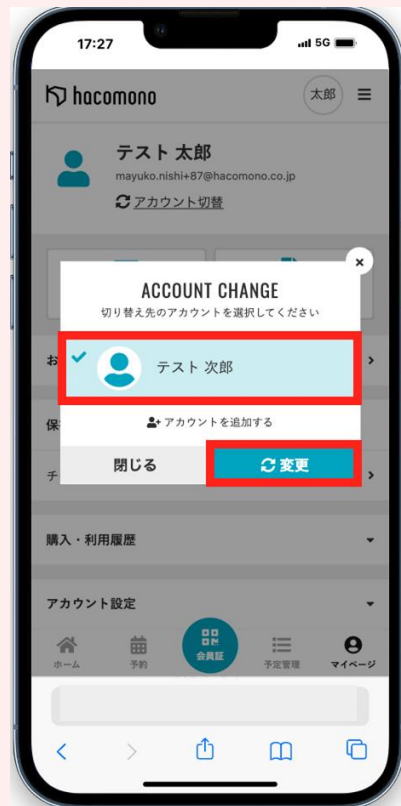 17:27
5G
hacomono
太郎
テスト 太郎
mayuko.nishi+87@hacomono.co.jp
アカウント切替
ACCOUNT CHANGE
切り替え先のアカウントを選択してください
お
テスト 次郎
保
アカウントを追加する
チ
閉じる
変更
購入・利用履歴
アカウント設定
ホーム
予約
会員証
予定管理
マイページ